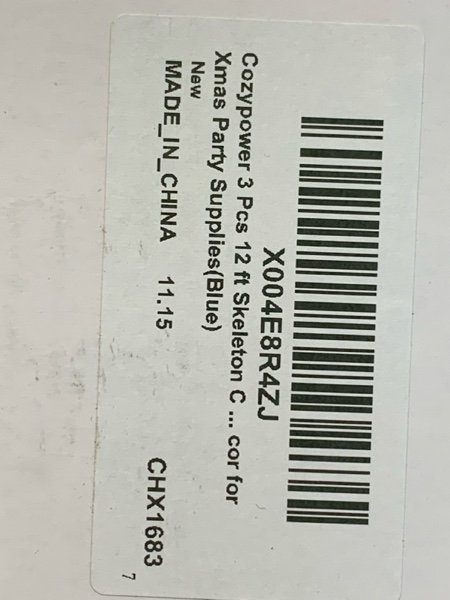 X004E8R4ZJ
Cozypower 3 Pcs 12 ft Skeleton C ... cor for
Xmas Party Supplies(Blue)
New
MADE_IN_CHINA 11.15
CHX1683
7